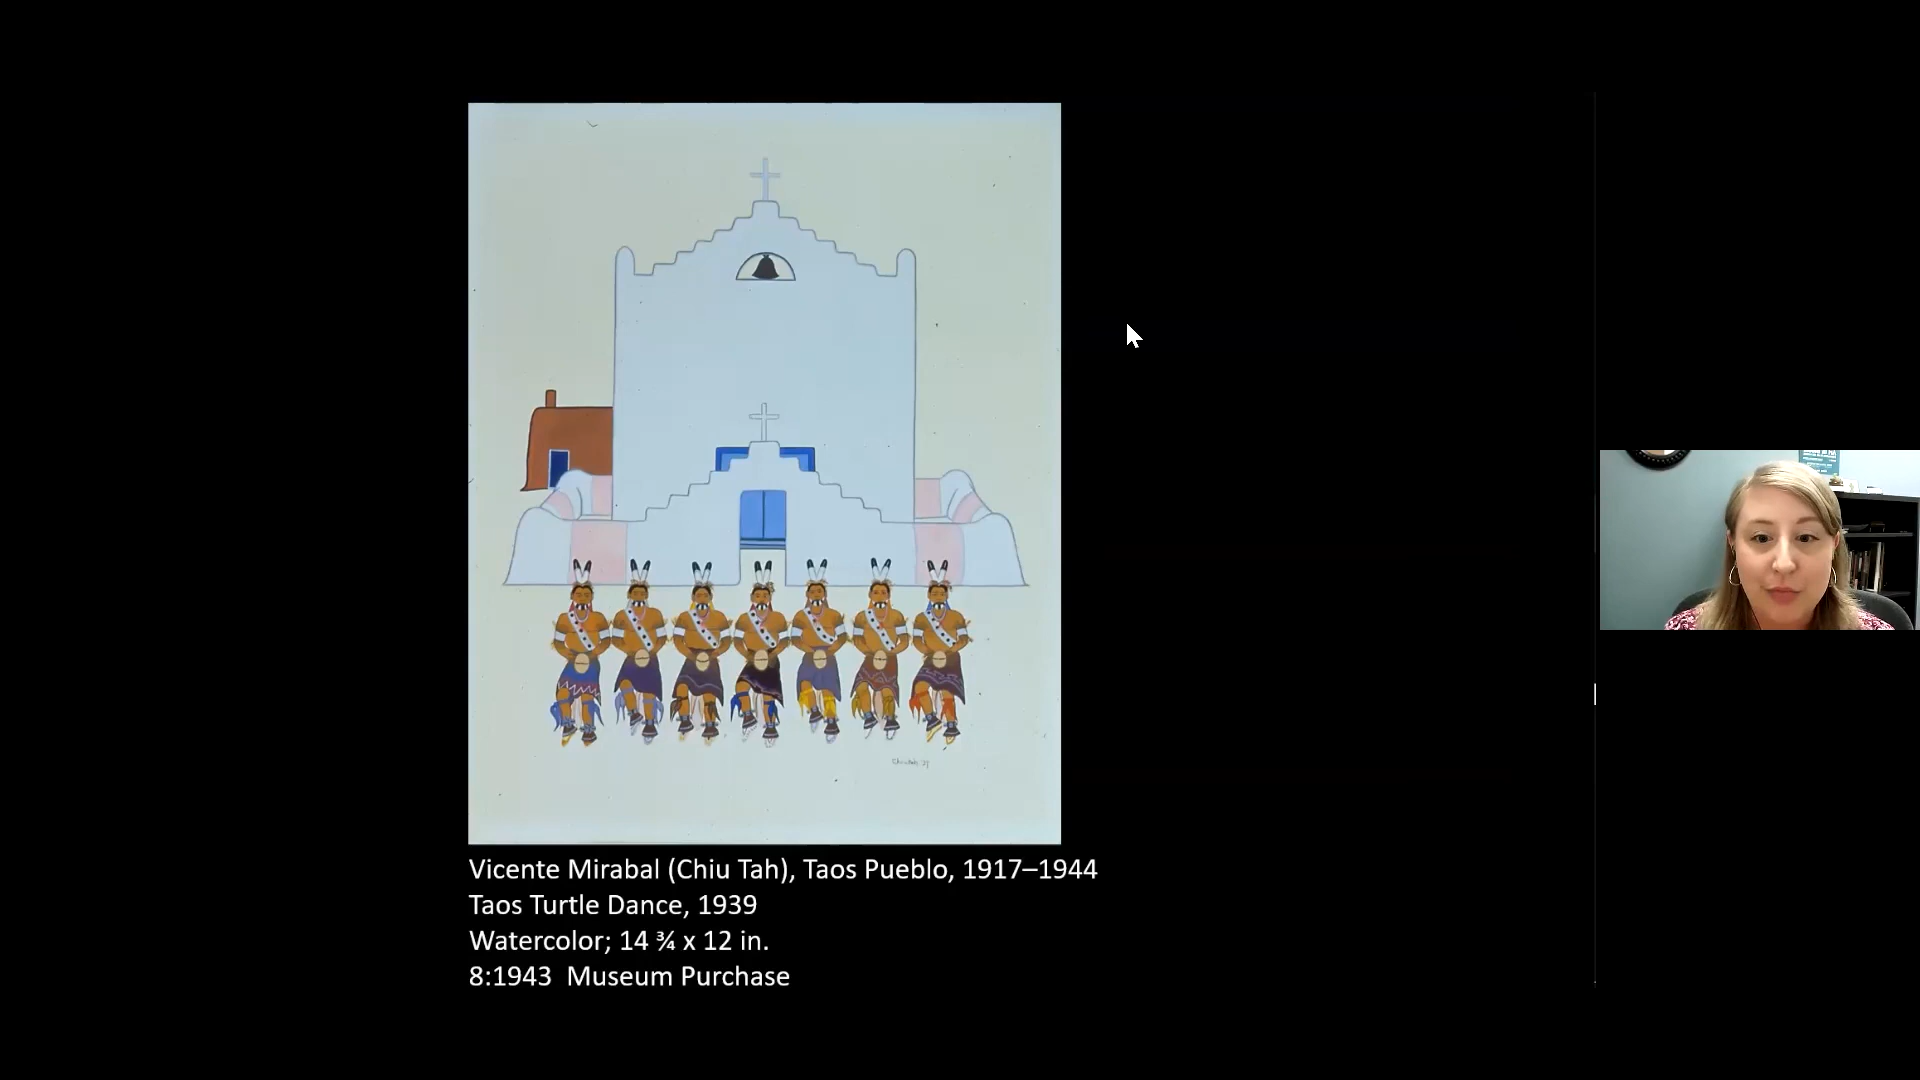 Vicente Mirabal (Chiu Tah), Taos Pueblo, 1917–1944
Taos Turtle Dance, 1939
Watercolor; 14 ¾ x 12 in.
8:1943  Museum Purchase